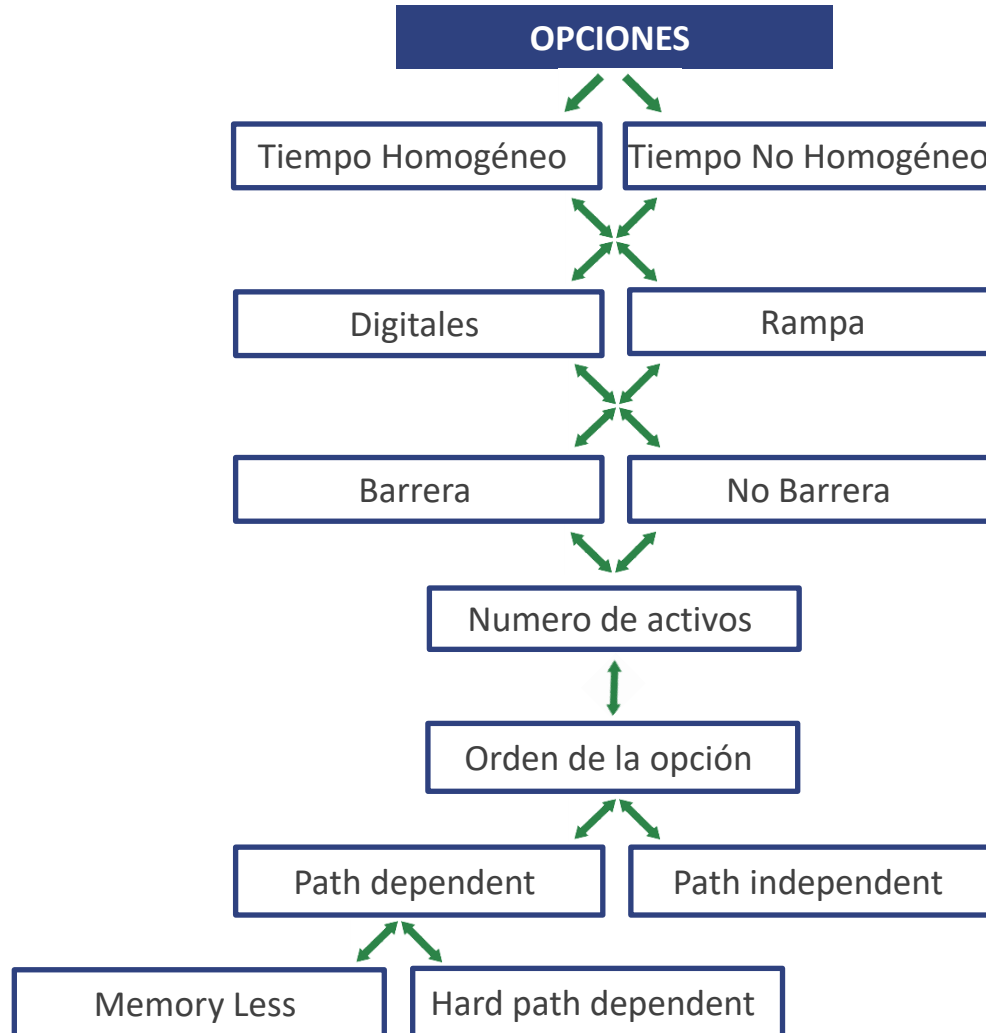 OPCIONES
Tiempo Homogéneo
Tiempo No Homogéneo
Digitales
Rampa
Barrera
No Barrera
Numero de activos
Orden de la opción
Path dependent
Path independent
Memory Less
Hard path dependent